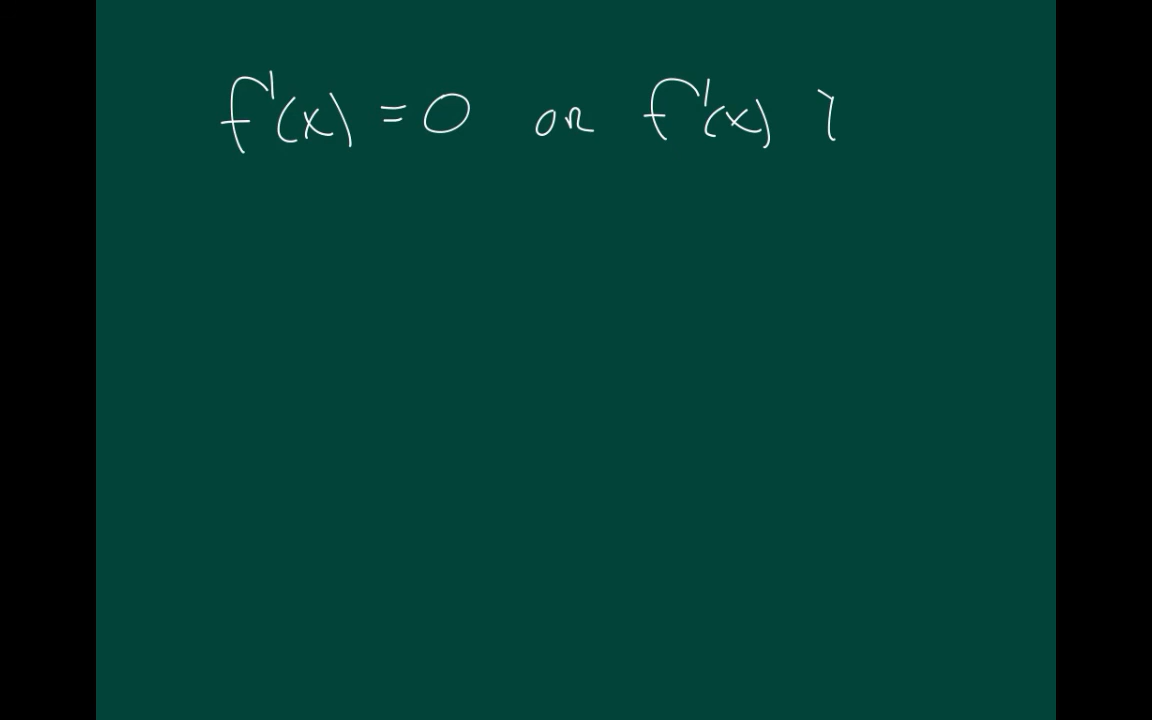 f'(x) = 0 or f'(x)